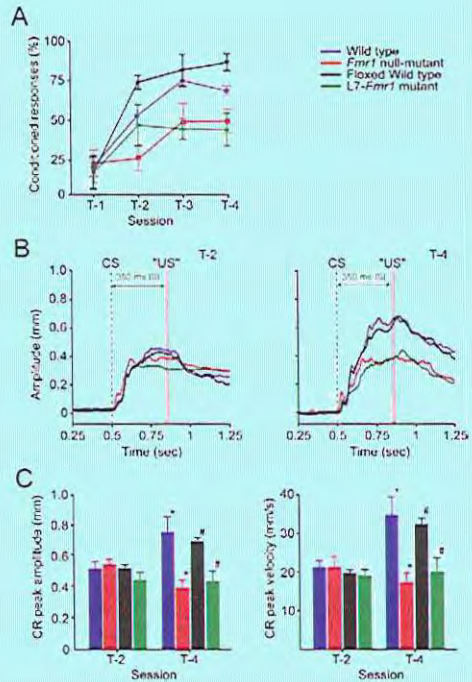 A
Conditioned responses (%)
100
75
50
25
0
T-1 T-2 T-3 T-4
Session
Wild type
Fmr1 null-mutant
Floxed Wild type
L7-Fmr1 mutant
B
CS "US" T-2
350 ms ISI
Amplitude (mm)
1.0
0.8
0.6
0.4
0.2
0
0.25 0.5 0.75 1.0 1.25
Time (sec)
CS "US" T-4
350 ms ISI
0.25 0.5 0.75 1.0 1.25
Time (sec)
C
CR peak amplitude (mm)
1.0
0.8
0.6
0.4
0
* * # #
T-2 T-4
Session
CR peak velocity (mm/s)
40
30
20
10
* * # #
T-2 T-4
Session